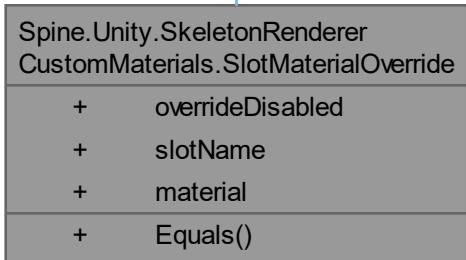 Spine.Unity.SkeletonRenderer
CustomMaterials.SlotMaterialOverride
+ overrideDisabled
+ slotName
+ material
+ Equals()